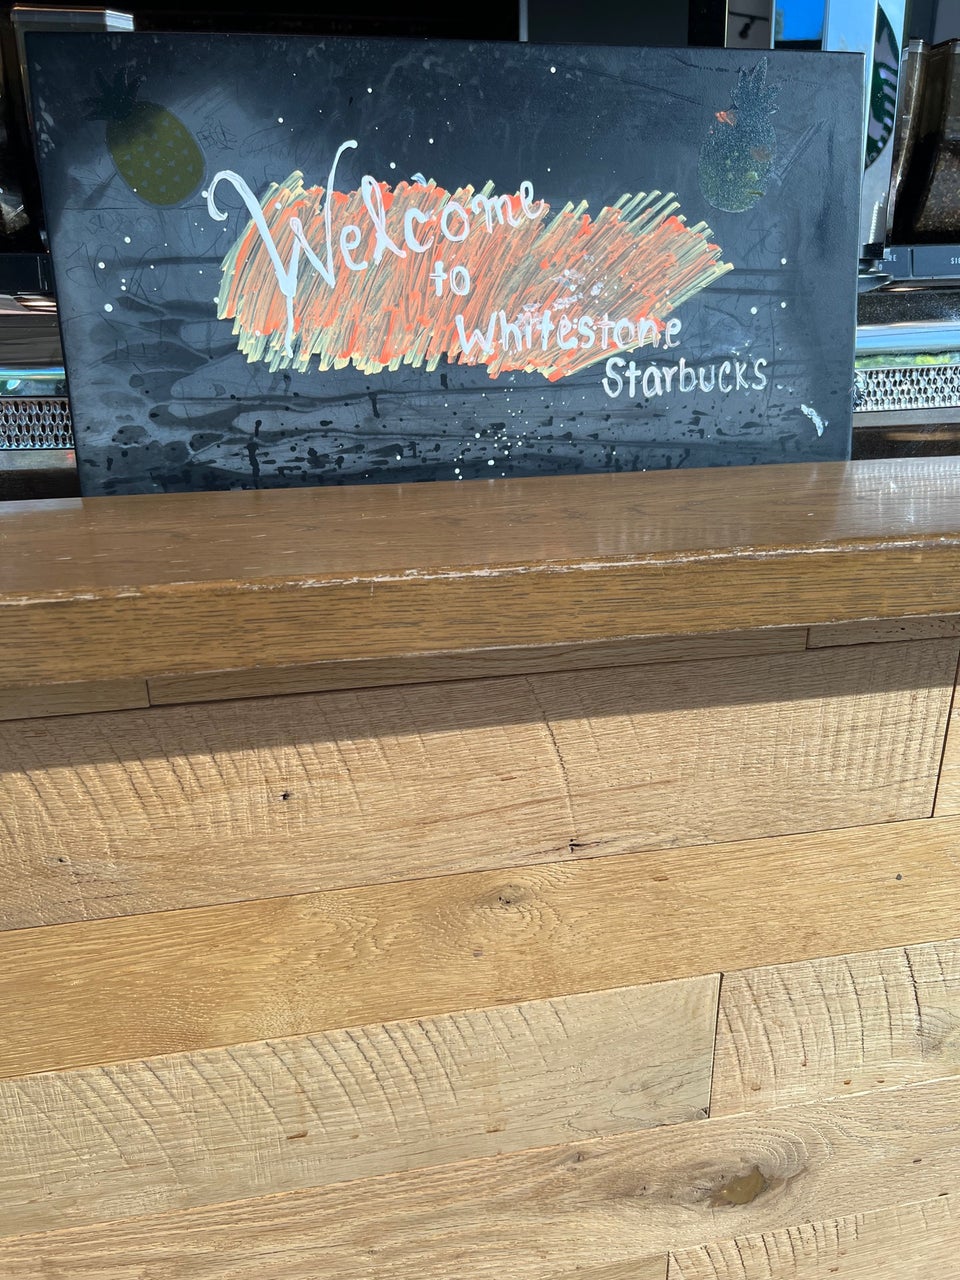 Welcome
to
Whitestone
Starbucks